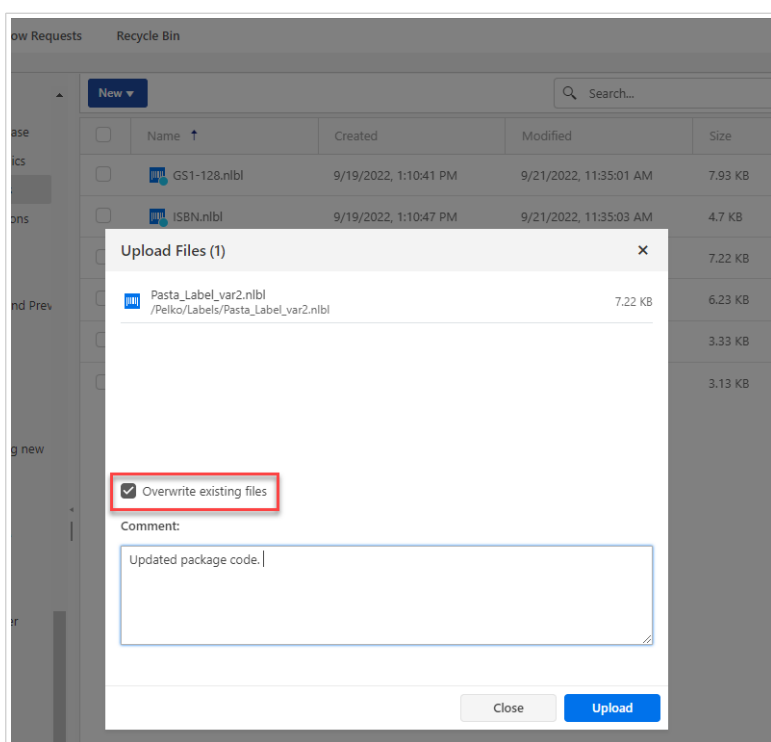 ow Requests Recycle Bin
New Search...
ase Name Created Modified Size
ics
GS1-128.nlbl 9/19/2022, 1:10:41 PM 9/21/2022, 11:35:01 AM 7.93 KB
ons ISBN.nlbl 9/19/2022, 1:10:47 PM 9/21/2022, 11:35:03 AM 4.7 KB
Upload Files (1)
7.22 KB
Pasta_Label_var2.nlbl 7.22 KB
/Pelko/Labels/Pasta_Label_var2.nlbl
nd Prev 6.23 KB
3.33 KB
3.13 KB
g new
Overwrite existing files
Comment:
Updated package code.
er
Close Upload